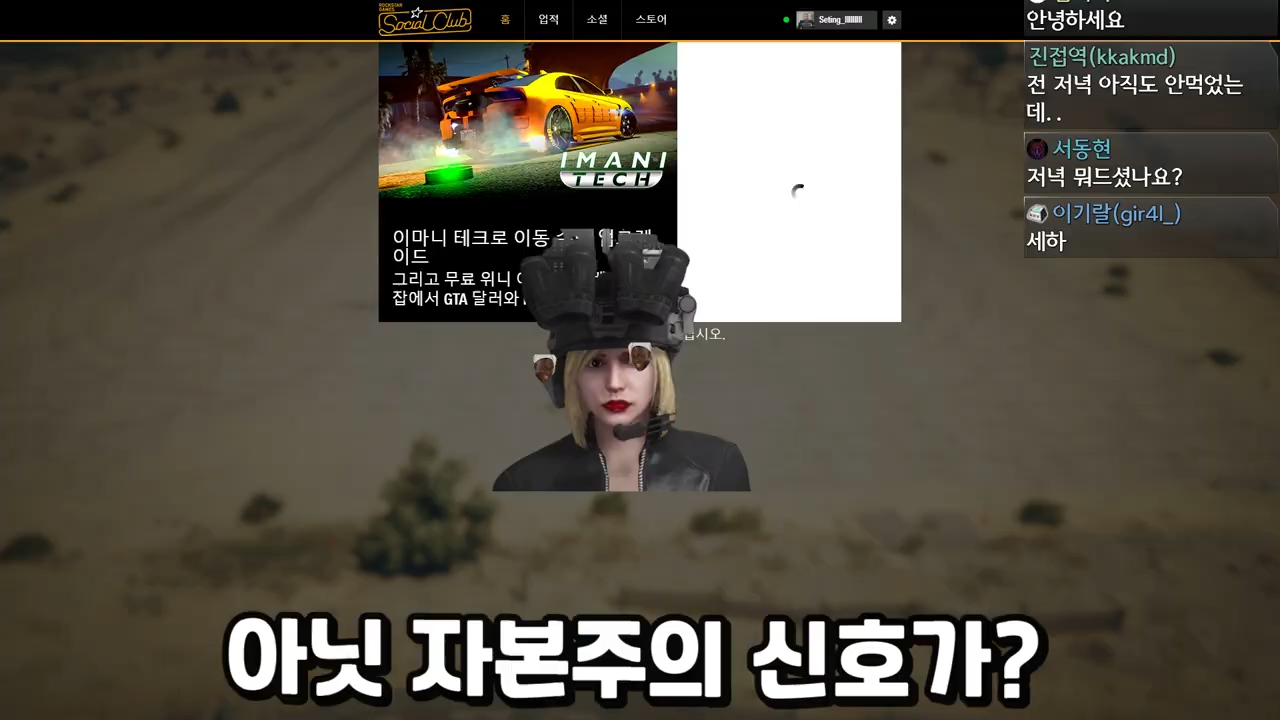 ROCKSTAR GAMES
Social Club
홈
업적
소셜
스토어
IMANI
TECH
이마니 테크로 이동
이드
그리고 무료 위니
잡에서 GTA 달러와
십시오.
안녕하세요
진접역(kkakmd)
전 저녁 아직도 안먹었는
데..
서동현
저녁 뭐드셨나요?
이기랄(gir4l_)
세하
아닛 자본주의 신호가?